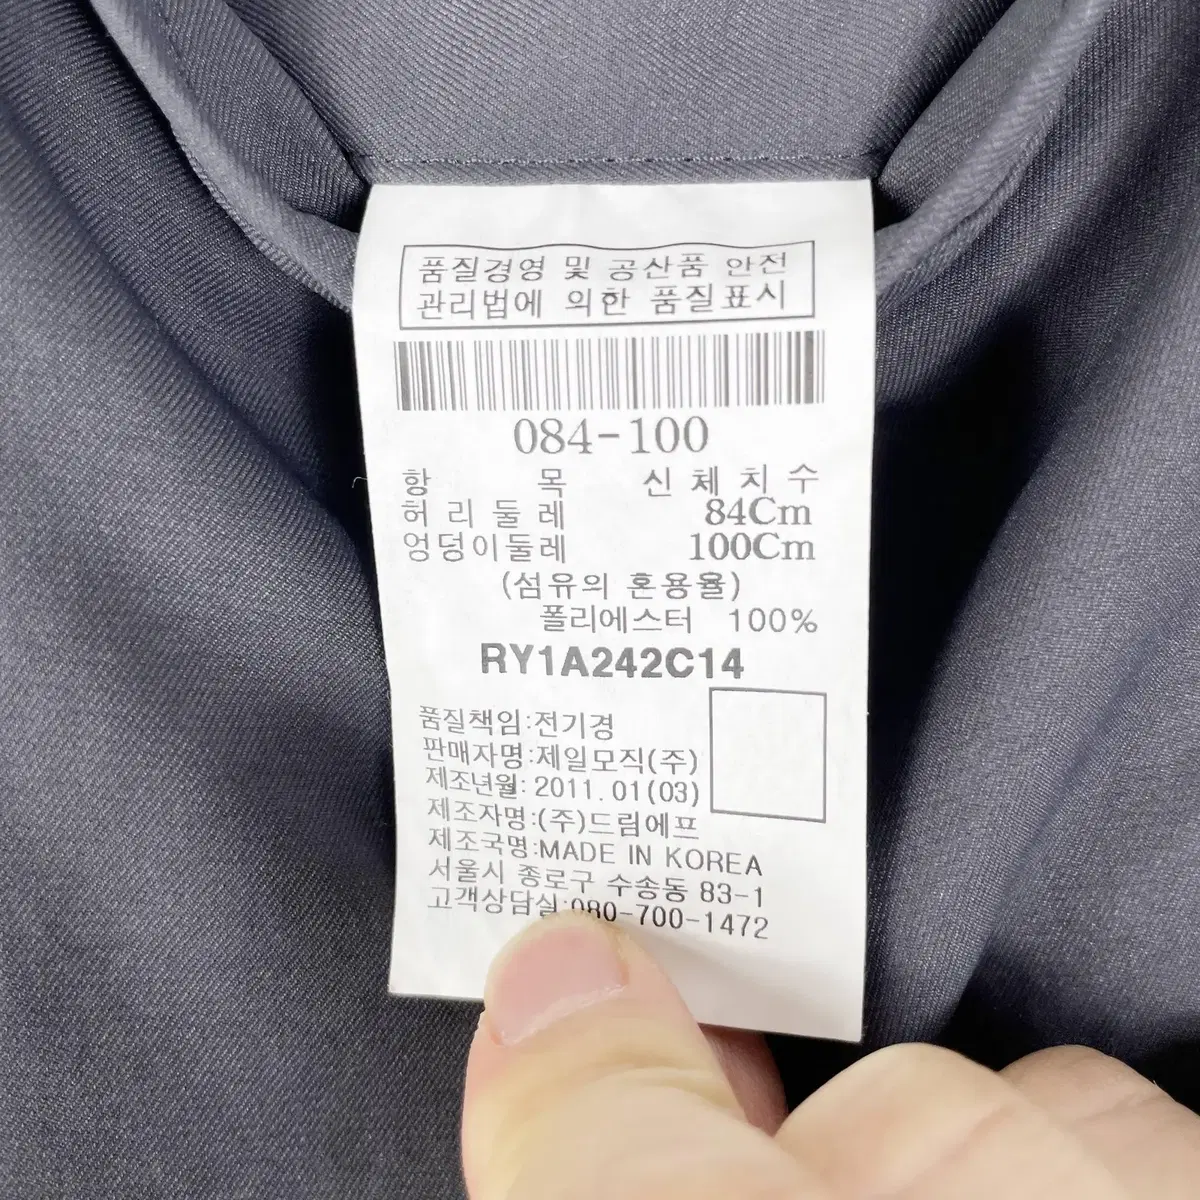 품질경영 및 공산품 안전
관리법에 의한 품질표시
084-100
항 목 신 체 치 수
허 리 둘 레 84Cm
엉덩이둘레 100Cm
(섬유의 혼용율)
폴리에스터 100%
RY1A242C14
품질책임:전기경
판매자명:제일모직(주)
제조년월: 2011.01(03)
제조자명:(주)드림에프
제조국명:MADE IN KOREA
서울시 종로구 수송동 83-1
고객상담실:080-700-1472